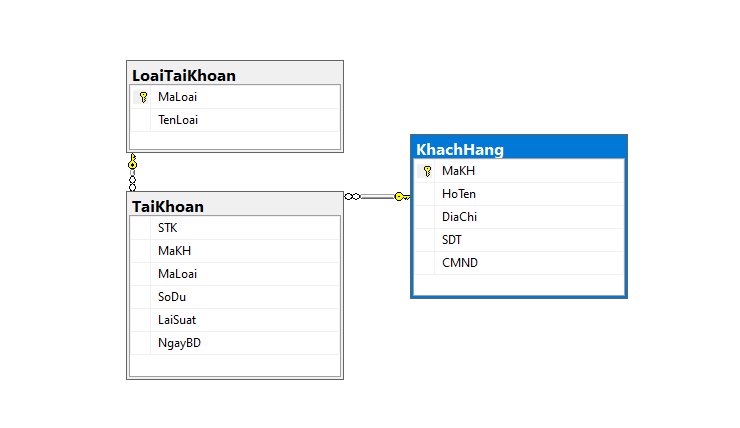 LoaiTaiKhoan
MaLoai
TenLoai
TaiKhoan
STK
MaKH
MaLoai
SoDu
LaiSuat
NgayBD
KhachHang
MaKH
HoTen
DiaChi
SDT
CMND